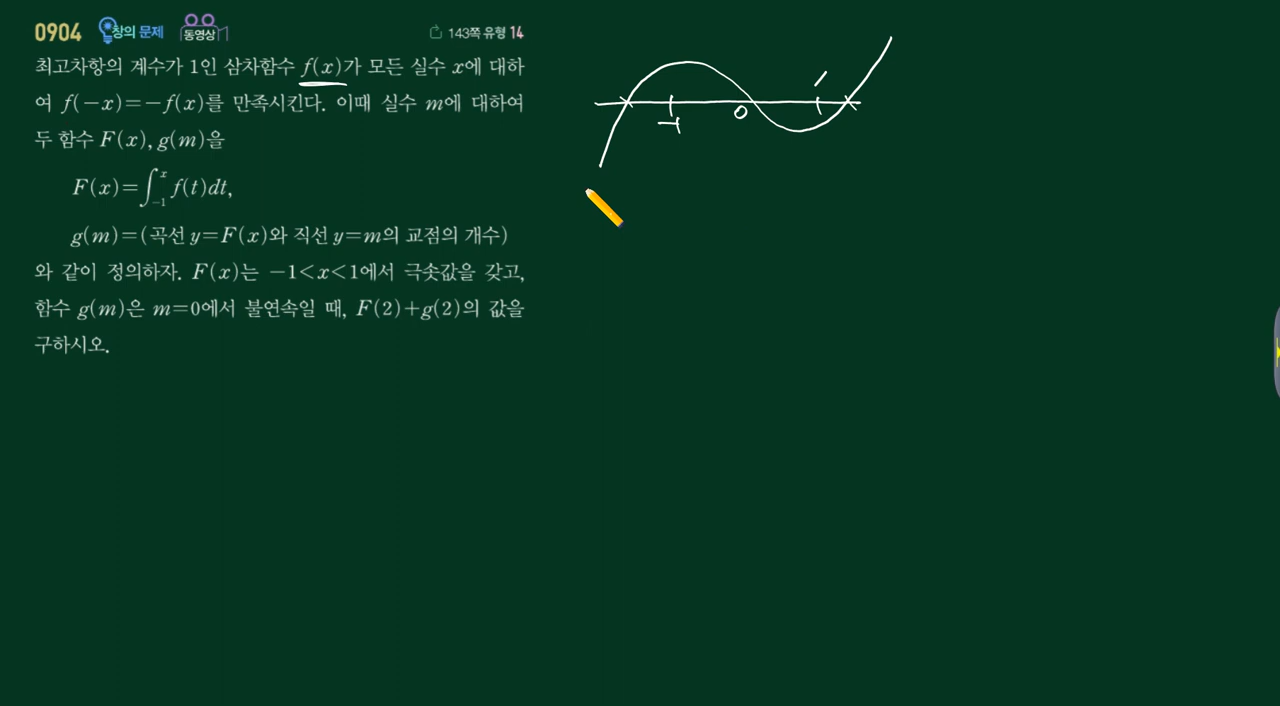 0904 창의 문제 동영상 143쪽 유형 14
최고차항의 계수가 1인 삼차함수 f(x)가 모든 실수 x에 대하
여 f(-x)=-f(x)를 만족시킨다. 이때 실수 m에 대하여
두 함수 F(x), g(m)을
F(x)=∫_{-1}^{x} f(t)dt,
g(m)=(곡선 y=F(x)와 직선 y=m의 교점의 개수)
와 같이 정의하자. F(x)는 -1<x<1에서 극솟값을 갖고,
함수 g(m)은 m=0에서 불연속일 때, F(2)+g(2)의 값을
구하시오.
-1 0 1